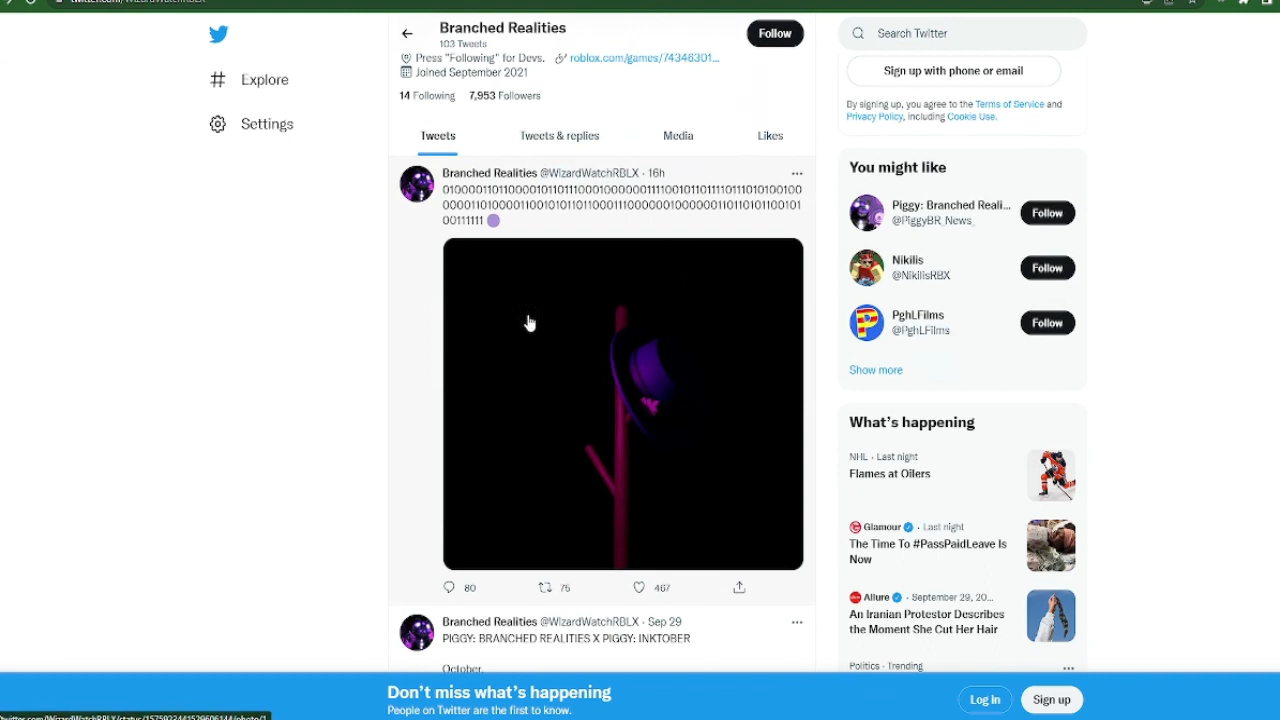 twitter.com/WizardWatchRBLX
Branched Realities
103 Tweets
Follow
Press "Following" for Devs. roblox.com/games/74346301...
Joined September 2021
14 Following 7,953 Followers
Tweets Tweets & replies Media Likes
Explore
Settings
Branched Realities @WizardWatchRBLX · 16h
0100001101100001011011100010000001111001011011110111010100100
00001101000011001010110110001110000001000000110110101100101
00111111
80 75 467
Branched Realities @WizardWatchRBLX · Sep 29
PIGGY: BRANCHED REALITIES X PIGGY: INKTOBER
October,
Search Twitter
Sign up with phone or email
By signing up, you agree to the Terms of Service and
Privacy Policy, including Cookie Use.
You might like
Piggy: Branched Reali...
@PiggyBR_News_
Follow
Nikilis
@NikilisRBX
Follow
PghLFilms
@PghLFilms
Follow
Show more
What's happening
NHL · Last night
Flames at Oilers
Glamour · Last night
The Time To #PassPaidLeave Is
Now
Allure · September 29, 20...
An Iranian Protestor Describes
the Moment She Cut Her Hair
Politics · Trending
Don't miss what's happening
People on Twitter are the first to know.
Log in
Sign up